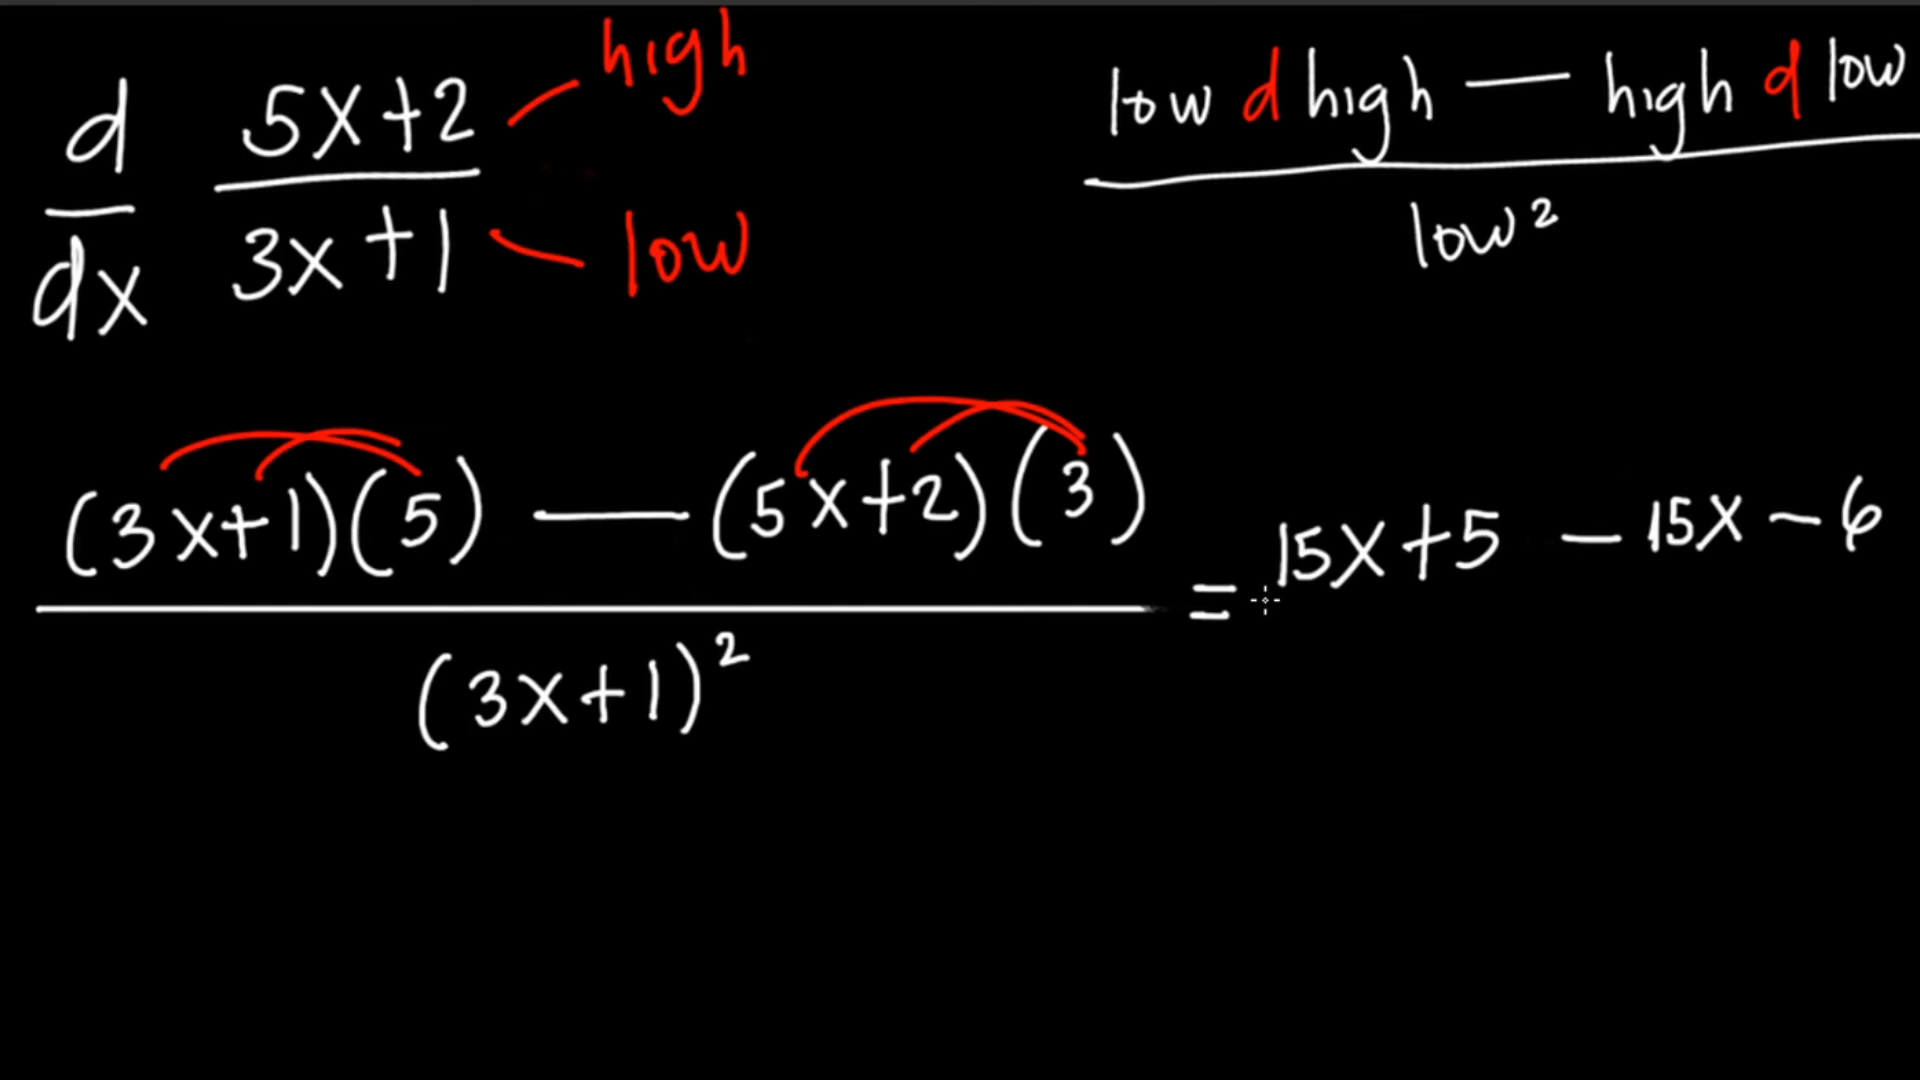 d/dx (5x+2)/(3x+1) high low
(low d high — high d low)/low²
((3x+1)(5) — (5x+2)(3))/(3x+1)² = 15x+5 - 15x - 6